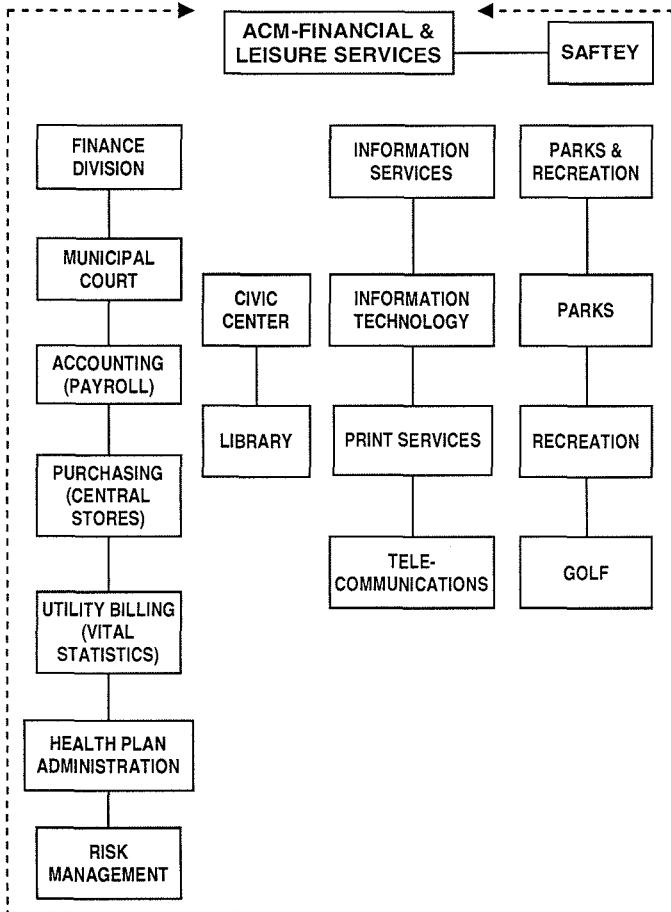 ACM-FINANCIAL &
LEISURE SERVICES
SAFTEY
FINANCE
DIVISION
MUNICIPAL
COURT
ACCOUNTING
(PAYROLL)
PURCHASING
(CENTRAL
STORES)
UTILITY BILLING
(VITAL
STATISTICS)
HEALTH PLAN
ADMINISTRATION
RISK
MANAGEMENT
CIVIC
CENTER
LIBRARY
INFORMATION
SERVICES
INFORMATION
TECHNOLOGY
PRINT SERVICES
TELE-
COMMUNICATIONS
PARKS &
RECREATION
PARKS
RECREATION
GOLF